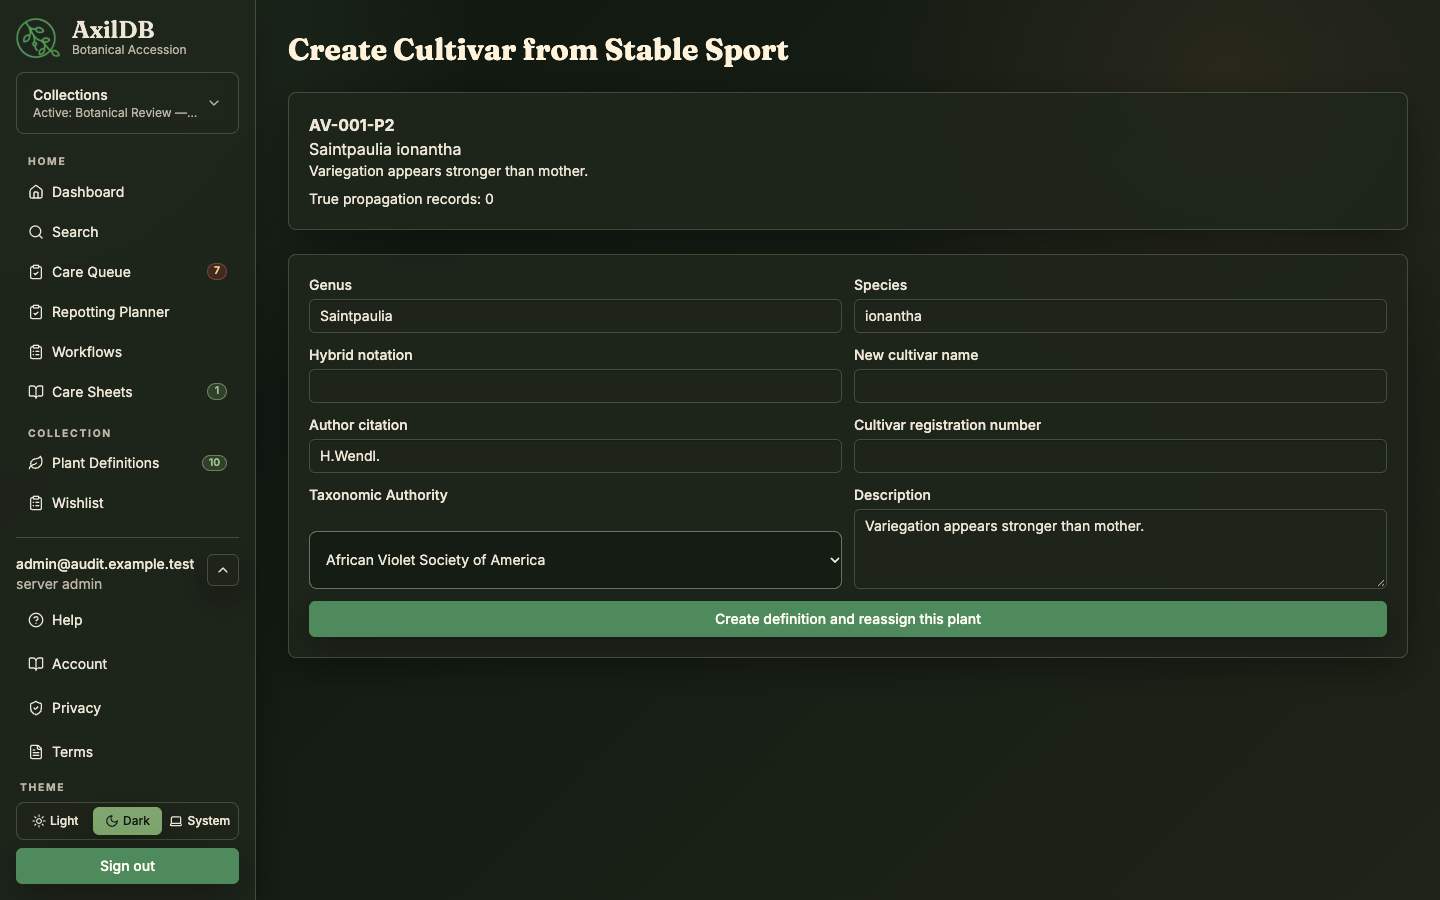 AxilDB
Botanical Accession
Collections
Active: Botanical Review —...
HOME
Dashboard
Search
Care Queue 7
Repotting Planner
Workflows
Care Sheets 1
COLLECTION
Plant Definitions 10
Wishlist
admin@audit.example.test
server admin
Help
Account
Privacy
Terms
THEME
Light Dark System
Sign out
Create Cultivar from Stable Sport
AV-001-P2
Saintpaulia ionantha
Variegation appears stronger than mother.
True propagation records: 0
Genus
Saintpaulia
Species
ionantha
Hybrid notation
New cultivar name
Author citation
H.Wendl.
Cultivar registration number
Taxonomic Authority
African Violet Society of America
Description
Variegation appears stronger than mother.
Create definition and reassign this plant